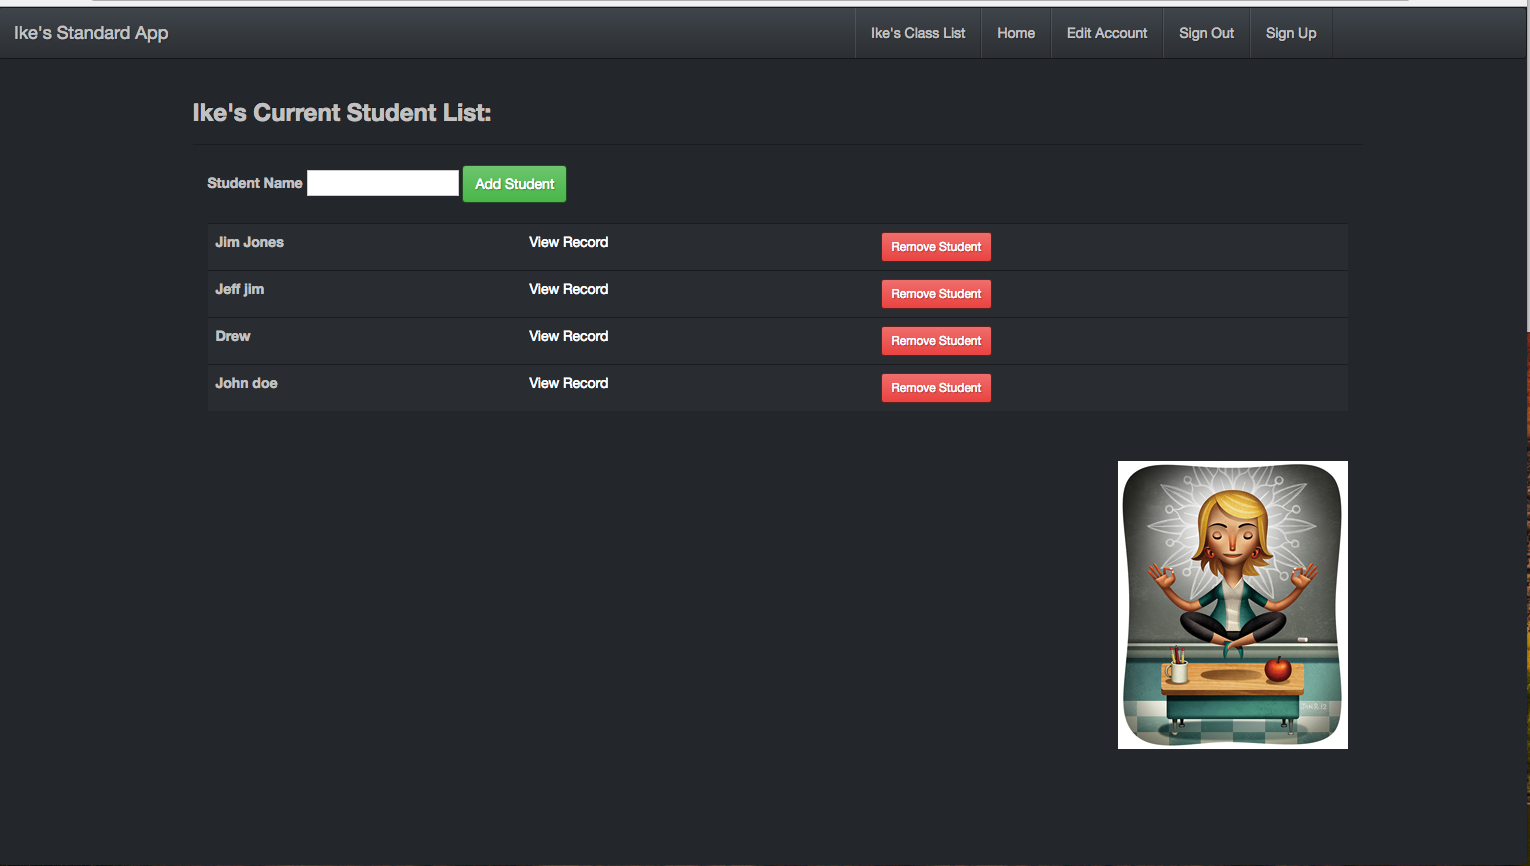 Ike's Standard App
Ike's Class List Home Edit Account Sign Out Sign Up
Ike's Current Student List:
Student Name Add Student
Jim Jones View Record Remove Student
Jeff jim View Record Remove Student
Drew View Record Remove Student
John doe View Record Remove Student